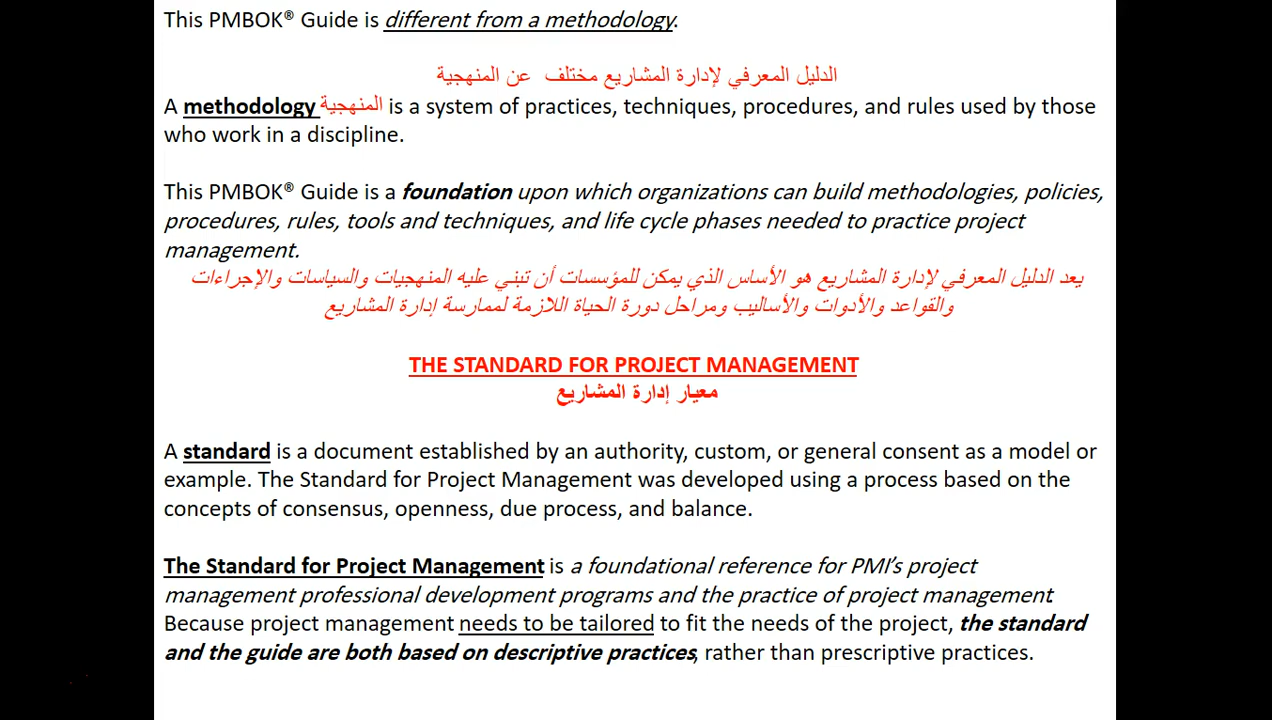 This PMBOK® Guide is different from a methodology.
الدليل المعرفي لإدارة المشاريع مختلف عن المنهجية
A methodology المنهجية is a system of practices, techniques, procedures, and rules used by those
who work in a discipline.
This PMBOK® Guide is a foundation upon which organizations can build methodologies, policies,
procedures, rules, tools and techniques, and life cycle phases needed to practice project
management.
يعد الدليل المعرفي لإدارة المشاريع هو الأساس الذي يمكن للمؤسسات أن تبني عليه المنهجيات والسياسات والإجراءات
والقواعد والأدوات والأساليب ومراحل دورة الحياة اللازمة لممارسة إدارة المشاريع
THE STANDARD FOR PROJECT MANAGEMENT
معيار إدارة المشاريع
A standard is a document established by an authority, custom, or general consent as a model or
example. The Standard for Project Management was developed using a process based on the
concepts of consensus, openness, due process, and balance.
The Standard for Project Management is a foundational reference for PMI’s project
management professional development programs and the practice of project management
Because project management needs to be tailored to fit the needs of the project, the standard
and the guide are both based on descriptive practices, rather than prescriptive practices.